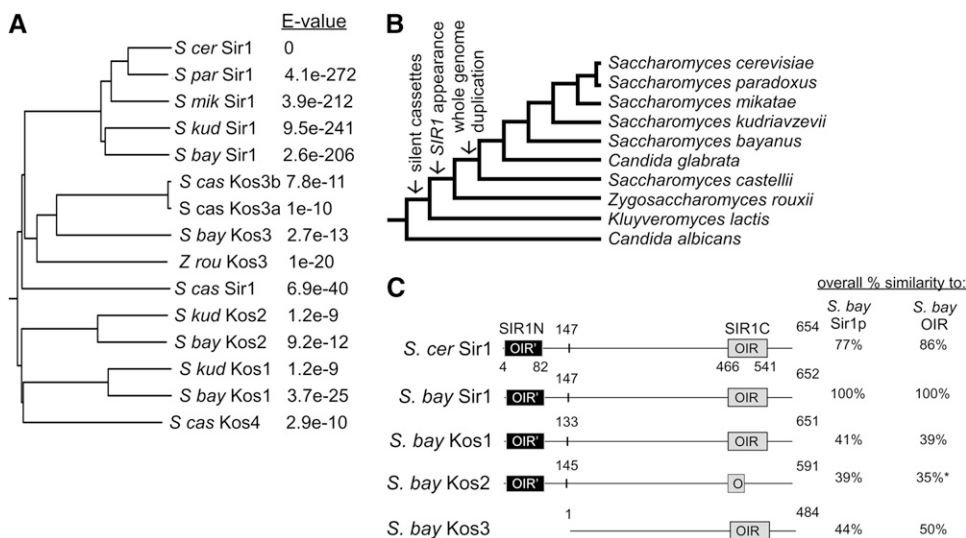 A
E-value
S cer Sir1 0
S par Sir1 4.1e-272
S mik Sir1 3.9e-212
S kud Sir1 9.5e-241
S bay Sir1 2.6e-206
S cas Kos3b 7.8e-11
S cas Kos3a 1e-10
S bay Kos3 2.7e-13
Z rou Kos3 1e-20
S cas Sir1 6.9e-40
S kud Kos2 1.2e-9
S bay Kos2 9.2e-12
S kud Kos1 1.2e-9
S bay Kos1 3.7e-25
S cas Kos4 2.9e-10
B
silent cassettes
SIR1 appearance
whole genome
duplication
Saccharomyces cerevisiae
Saccharomyces paradoxus
Saccharomyces mikatae
Saccharomyces kudriavzevii
Saccharomyces bayanus
Candida glabrata
Saccharomyces castellii
Zygosaccharomyces rouxii
Kluyveromyces lactis
Candida albicans
C
overall % similarity to:
S. bay
Sir1p
S. bay
OIR
SIR1N 147 SIR1C 654
S. cer Sir1 OIR' OIR 77% 86%
4 82 466 541
147 652
S. bay Sir1 OIR' OIR 100% 100%
133 651
S. bay Kos1 OIR' OIR 41% 39%
145 591
S. bay Kos2 OIR' O 39% 35%*
1 484
S. bay Kos3 OIR 44% 50%